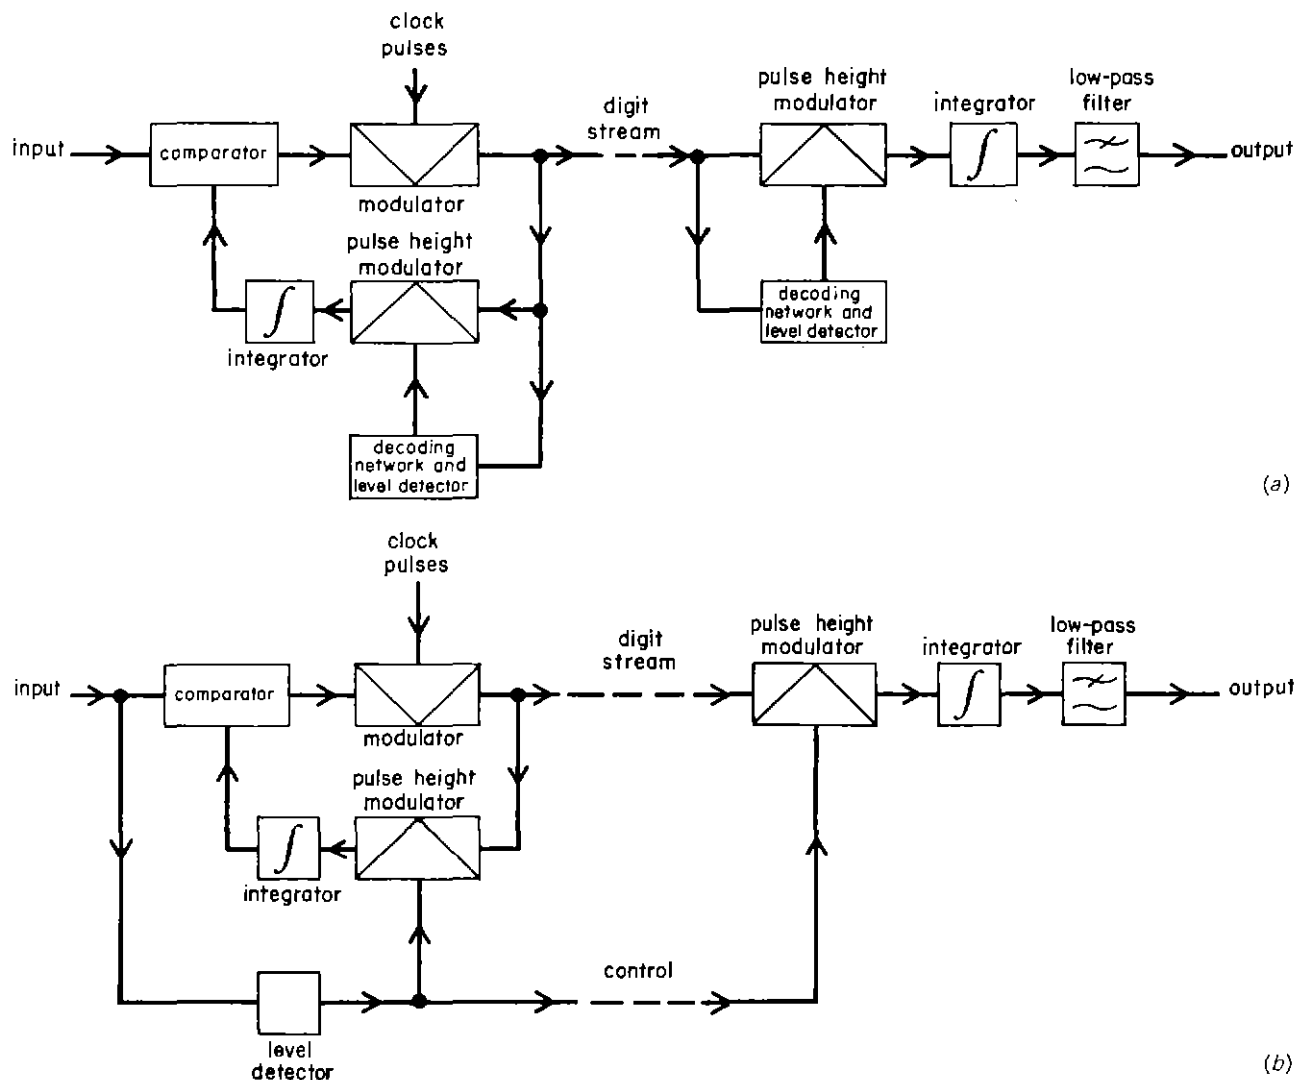 clock
pulses
input
comparator
modulator
digit
stream
pulse height
modulator
integrator
low-pass
filter
output
pulse height
modulator
integrator
decoding
network and
level detector
decoding
network and
level detector
(a)
clock
pulses
input
comparator
modulator
digit
stream
pulse height
modulator
integrator
low-pass
filter
output
pulse height
modulator
integrator
control
level
detector
(b)